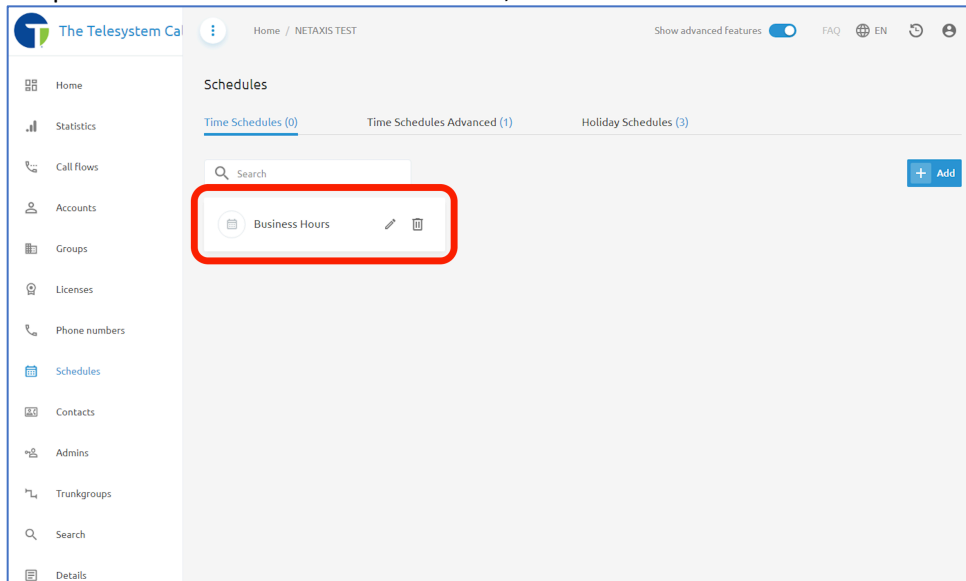 The Telesystem Cal
Home / NETAXIS TEST
Show advanced features
FAQ
EN
Home
Statistics
Call flows
Accounts
Groups
Licenses
Phone numbers
Schedules
Contacts
Admins
Trunkgroups
Search
Details
Schedules
Time Schedules (0)
Time Schedules Advanced (1)
Holiday Schedules (3)
Search
+ Add
Business Hours